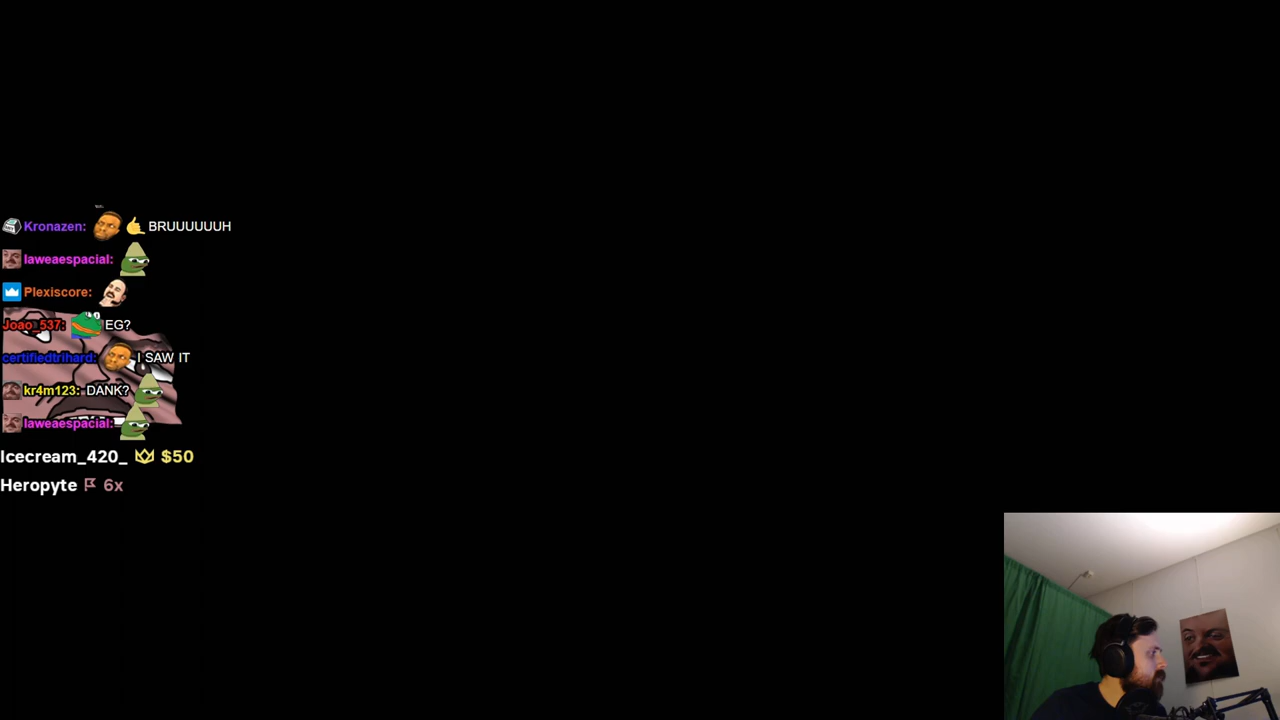 Kronazen: BRUUUUUUH
laweaespacial:
Plexiscore:
Joao_537: EG?
certifiedtrihard: I SAW IT
kr4m123: DANK?
laweaespacial:
Icecream_420_ $50
Heropyte 6x